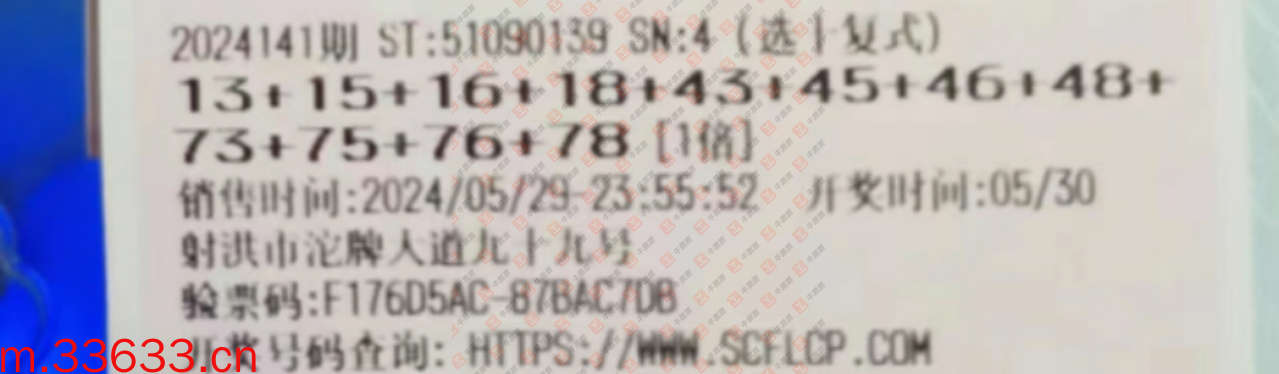 2024141期 ST:51090139 SN:4 (选十复式)
13+15+16+18+43+45+46+48+
73+75+76+78 [1倍]
销售时间:2024/05/29-23:55:52 开奖时间:05/30
射洪市沱牌大道九十九号
验票码:F176D5AC-87BAC7DB
开奖号码查询: HTTPS://WWW.SCFLCP.COM
m.33633.cn